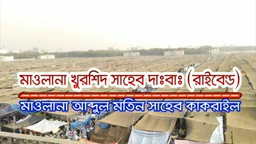 মাওলানা খুরশিদ সাহেব দাঃবাঃ (রাইবেন্ড)
মাওলানা আব্দুল মতিন সাহেব কাকরাইল